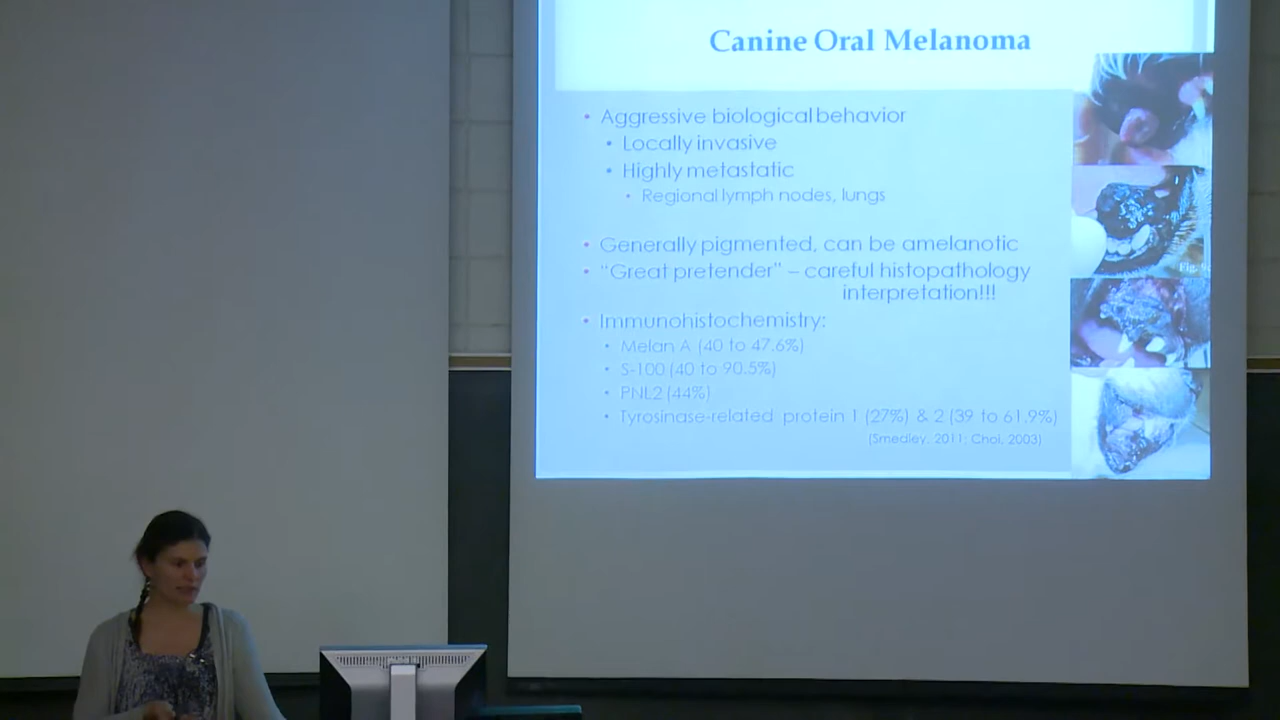 Canine Oral Melanoma
• Aggressive biological behavior
• Locally invasive
• Highly metastatic
• Regional lymph nodes, lungs
• Generally pigmented, can be amelanotic
• "Great pretender" – careful histopathology
interpretation!!!
• Immunohistochemistry:
• Melan A (40 to 47.6%)
• S-100 (40 to 90.5%)
• PNL2 (44%)
• Tyrosinase-related protein 1 (27%) & 2 (39 to 61.9%)
(Smedley, 2011; Choi, 2003)
Fig.